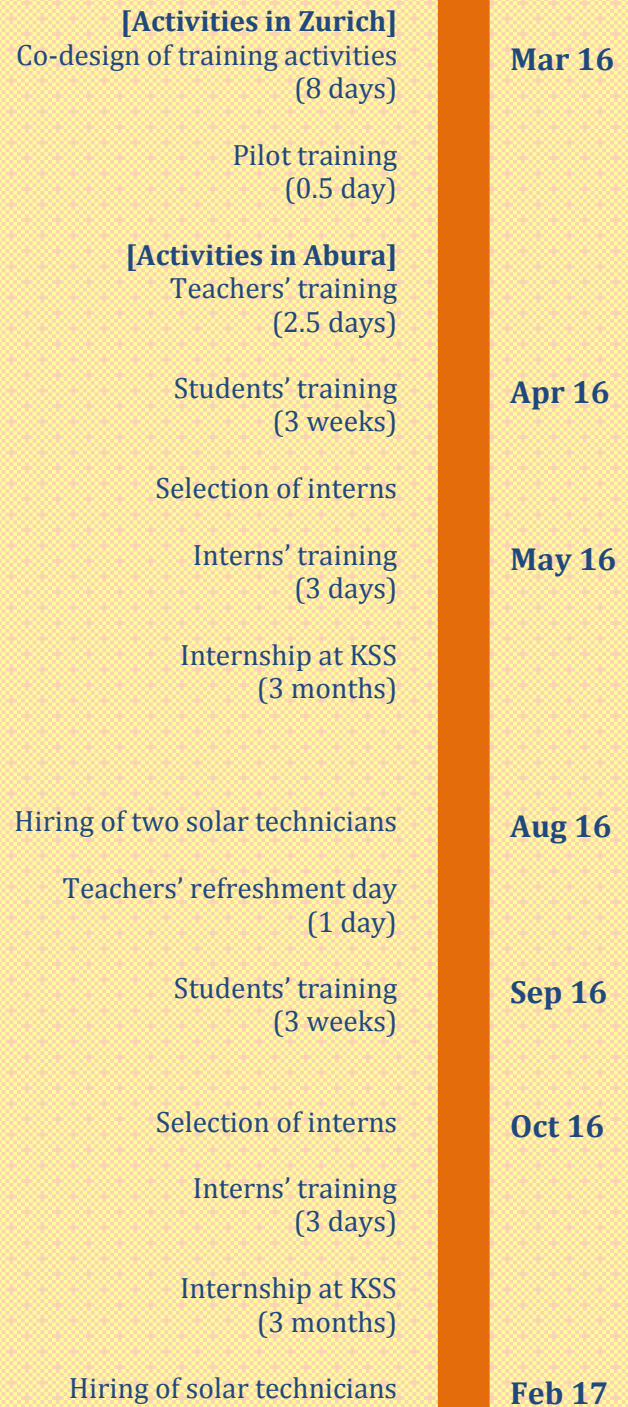 [Activities in Zurich]
Co-design of training activities
(8 days)
Mar 16
Pilot training
(0.5 day)
[Activities in Abura]
Teachers’ training
(2.5 days)
Students’ training
(3 weeks)
Apr 16
Selection of interns
Interns’ training
(3 days)
May 16
Internship at KSS
(3 months)
Hiring of two solar technicians
Aug 16
Teachers’ refreshment day
(1 day)
Students’ training
(3 weeks)
Sep 16
Selection of interns
Oct 16
Interns’ training
(3 days)
Internship at KSS
(3 months)
Hiring of solar technicians
Feb 17